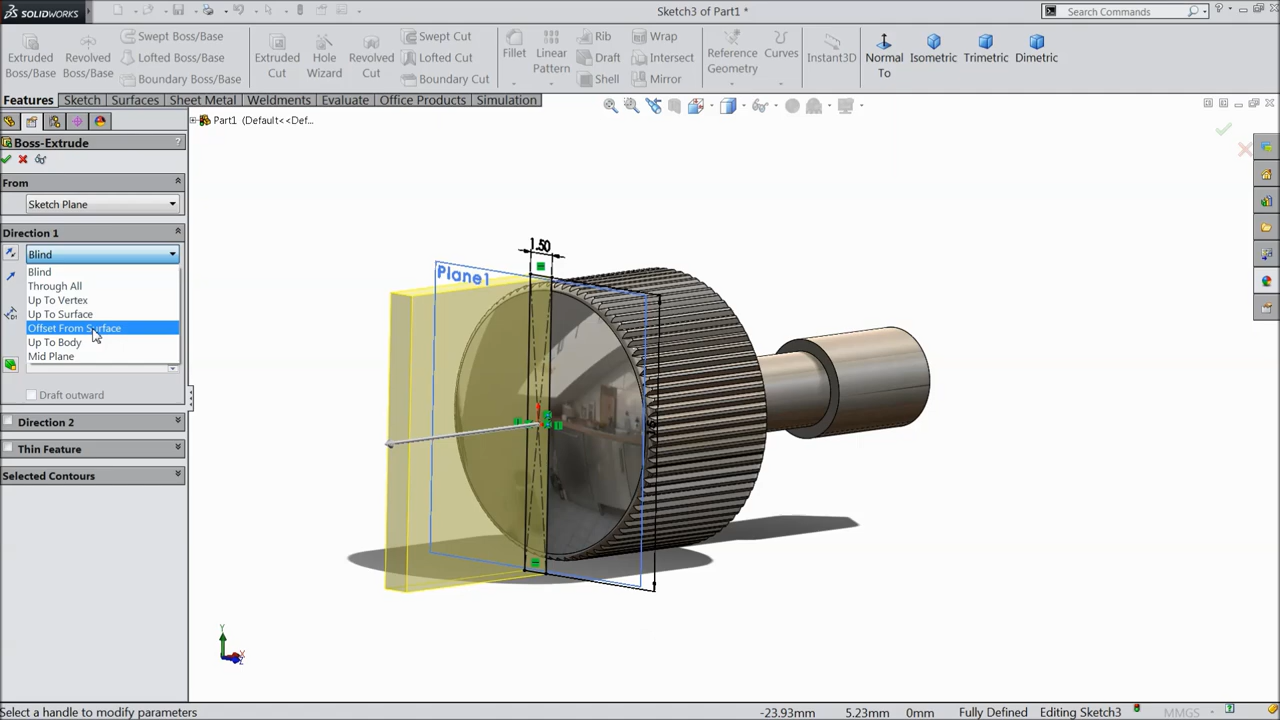 SOLIDWORKS
Sketch3 of Part1 *
Search Commands
Extruded Boss/Base
Revolved Boss/Base
Swept Boss/Base
Lofted Boss/Base
Boundary Boss/Base
Extruded Cut
Hole Wizard
Revolved Cut
Swept Cut
Lofted Cut
Boundary Cut
Fillet
Linear Pattern
Rib
Draft
Shell
Wrap
Intersect
Mirror
Reference Geometry
Curves
Instant3D
Normal To
Isometric
Trimetric
Dimetric
Features
Sketch
Surfaces
Sheet Metal
Weldments
Evaluate
Office Products
Simulation
Part1 (Default<<Def...
Boss-Extrude
?
From
Sketch Plane
Direction 1
Blind
Blind
Through All
Up To Vertex
Up To Surface
Offset From Surface
Up To Body
Mid Plane
Draft outward
Direction 2
Thin Feature
Selected Contours
1.50
Plane1
Y
X
Z
Select a handle to modify parameters
-23.93mm
5.23mm
0mm
Fully Defined
Editing Sketch3
MMGS